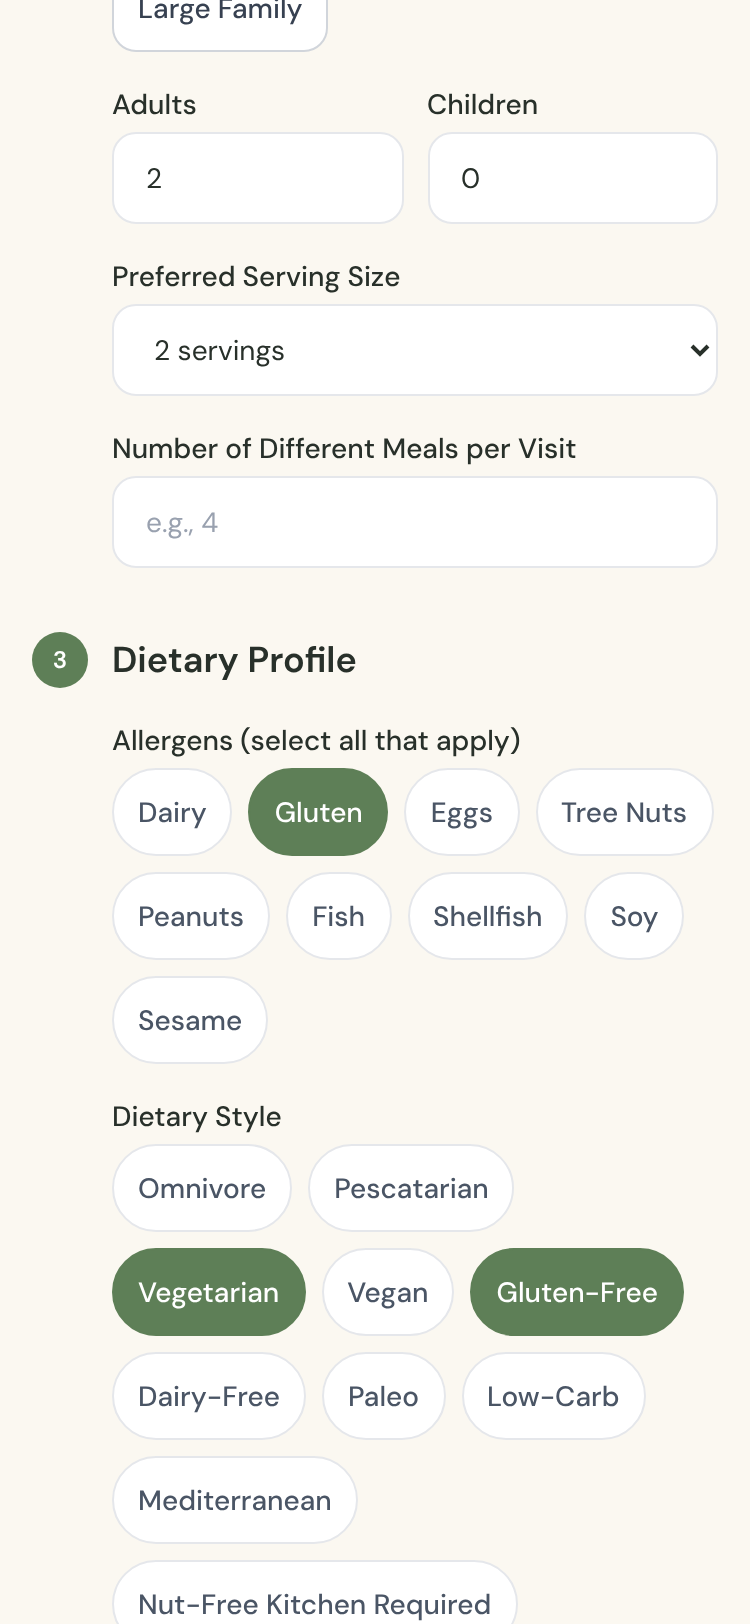 Large Family
Adults Children
2 0
Preferred Serving Size
2 servings
Number of Different Meals per Visit
e.g., 4
3 Dietary Profile
Allergens (select all that apply)
Dairy Gluten Eggs Tree Nuts
Peanuts Fish Shellfish Soy
Sesame
Dietary Style
Omnivore Pescatarian
Vegetarian Vegan Gluten-Free
Dairy-Free Paleo Low-Carb
Mediterranean
Nut-Free Kitchen Required